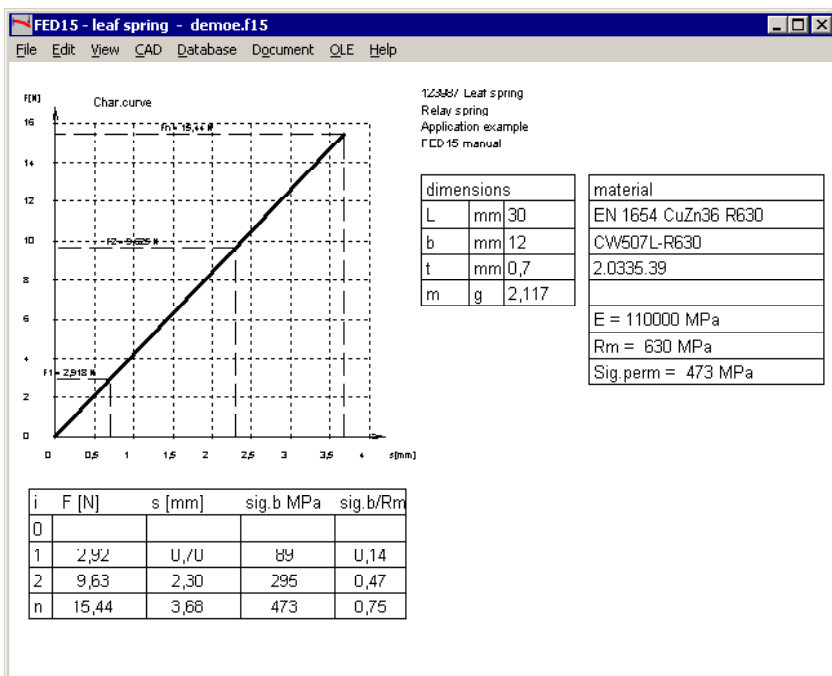 FED15 - leaf spring - demoe.f15
File Edit View CAD Database Document OLE Help
F[N]
Char.curve
16
14
12
10
8
6
4
2
0
Fn = 15,44 N
F2 = 9,625 N
F1 = 2,918 N
0 0,5 1 1,5 2 2,5 3 3,5 4 s[mm]
123987 Leaf spring
Relay spring
Application example
FED15 manual
dimensions
L mm 30
b mm 12
t mm 0,7
m g 2,117
material
EN 1654 CuZn36 R630
CW507L-R630
2.0335.39
E = 110000 MPa
Rm = 630 MPa
Sig.perm = 473 MPa
i F [N] s [mm] sig.b MPa sig.b/Rm
0
1 2,92 0,70 89 0,14
2 9,63 2,30 295 0,47
n 15,44 3,68 473 0,75